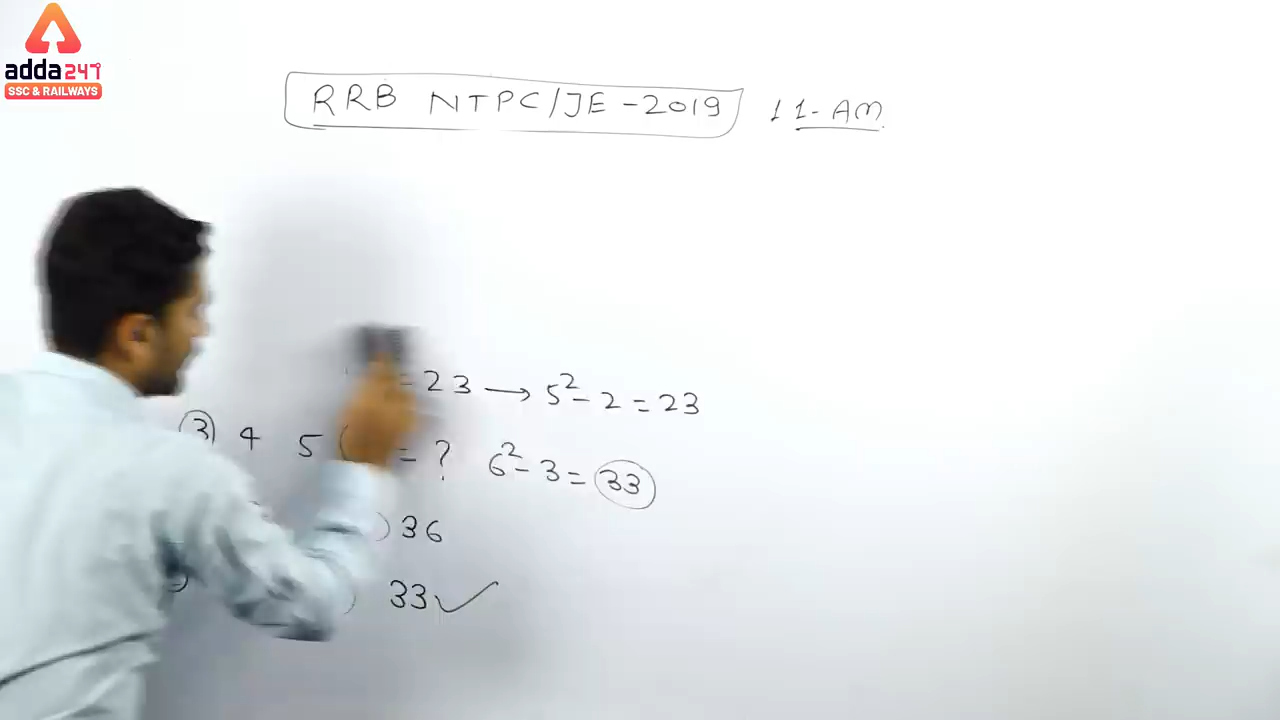 adda247
SSC & RAILWAYS
RRB NTPC/JE-2019 11-AM
= 23 → 5²-2=23
3 4 5 = ? 6²-3=33
) 36
) 33 ✓